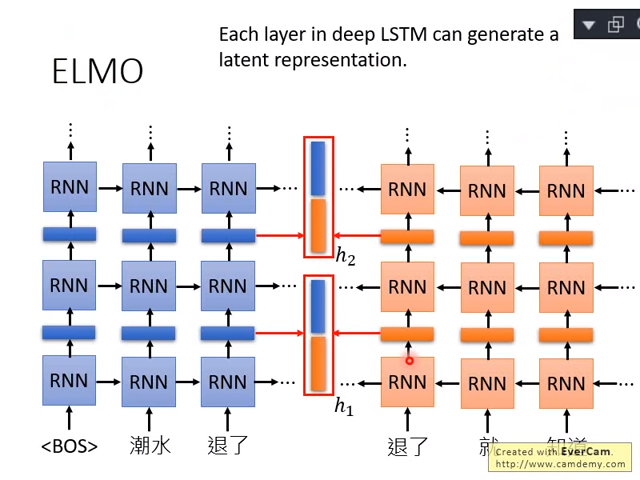 Each layer in deep LSTM can generate a
latent representation.
ELMO
RNN RNN RNN RNN RNN RNN
h2
RNN RNN RNN RNN RNN RNN
h1
RNN RNN RNN RNN RNN RNN
<BOS> 潮水 退了 退了 就 知道
Created with EverCam.
http://www.camdemy.com